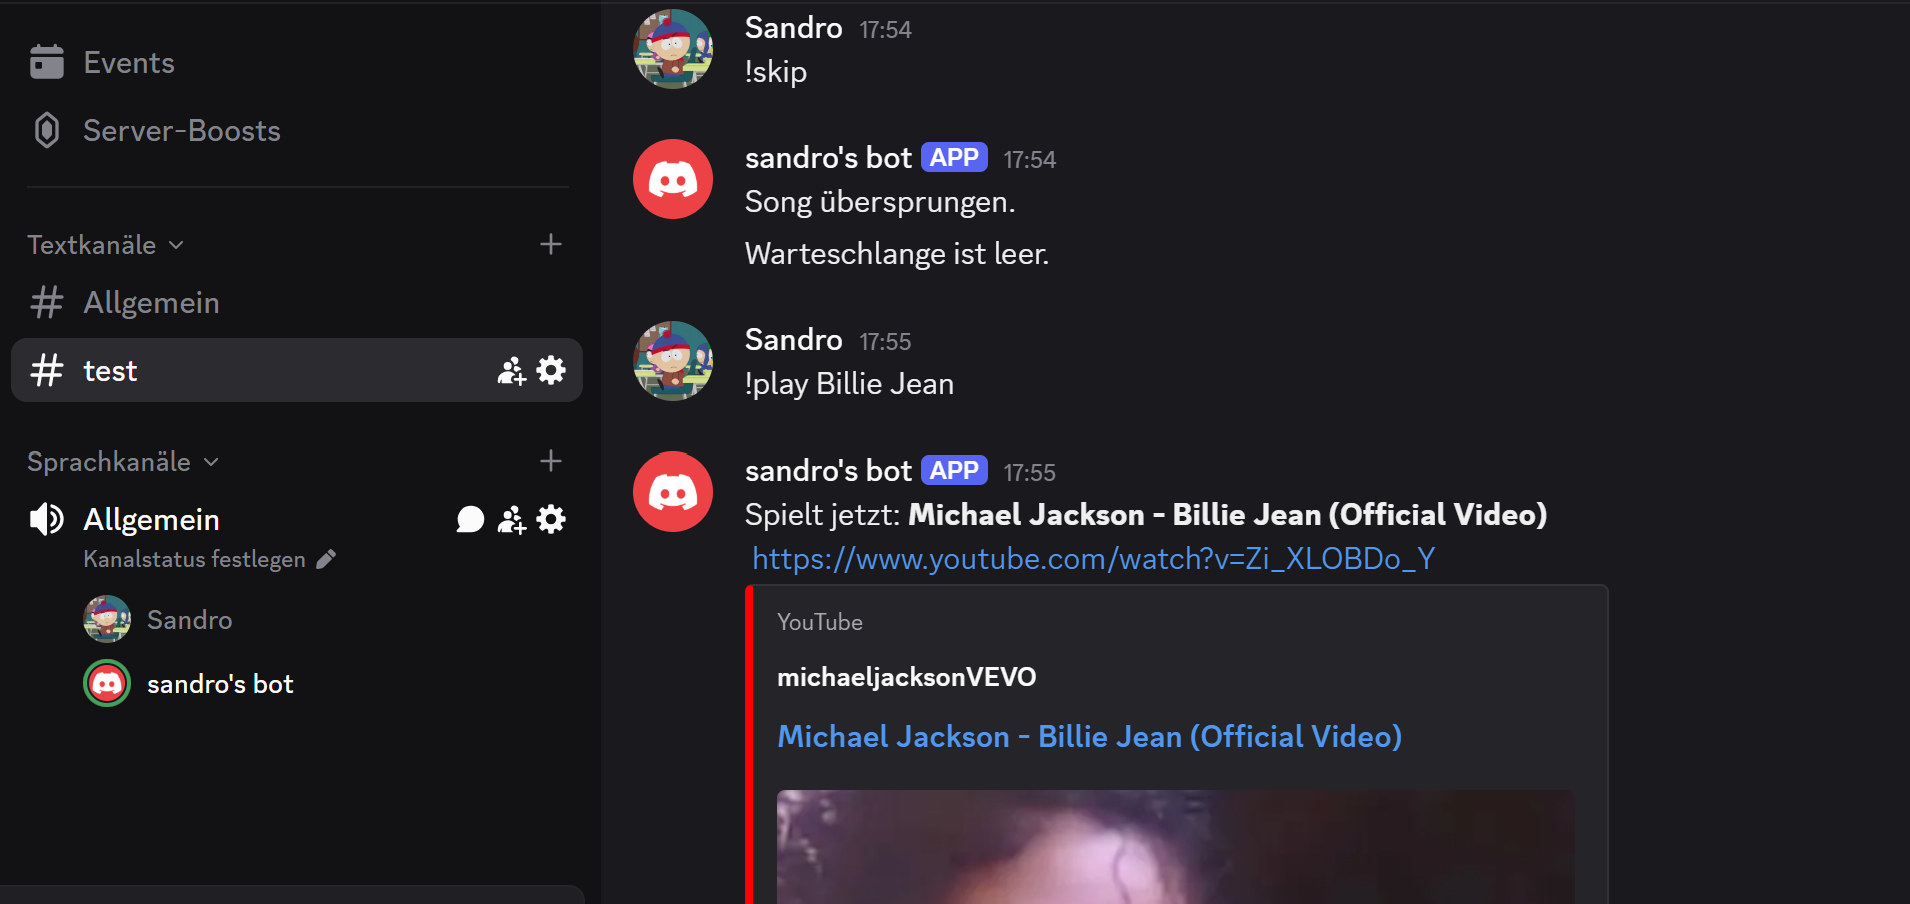 Events
Server-Boosts
Textkanäle
Allgemein
test
Sprachkanäle
Allgemein
Kanalstatus festlegen
Sandro
sandro's bot
Sandro 17:54
!skip
sandro's bot APP 17:54
Song übersprungen.
Warteschlange ist leer.
Sandro 17:55
!play Billie Jean
sandro's bot APP 17:55
Spielt jetzt: Michael Jackson - Billie Jean (Official Video)
https://www.youtube.com/watch?v=Zi_XLOBDo_Y
YouTube
michaeljacksonVEVO
Michael Jackson - Billie Jean (Official Video)